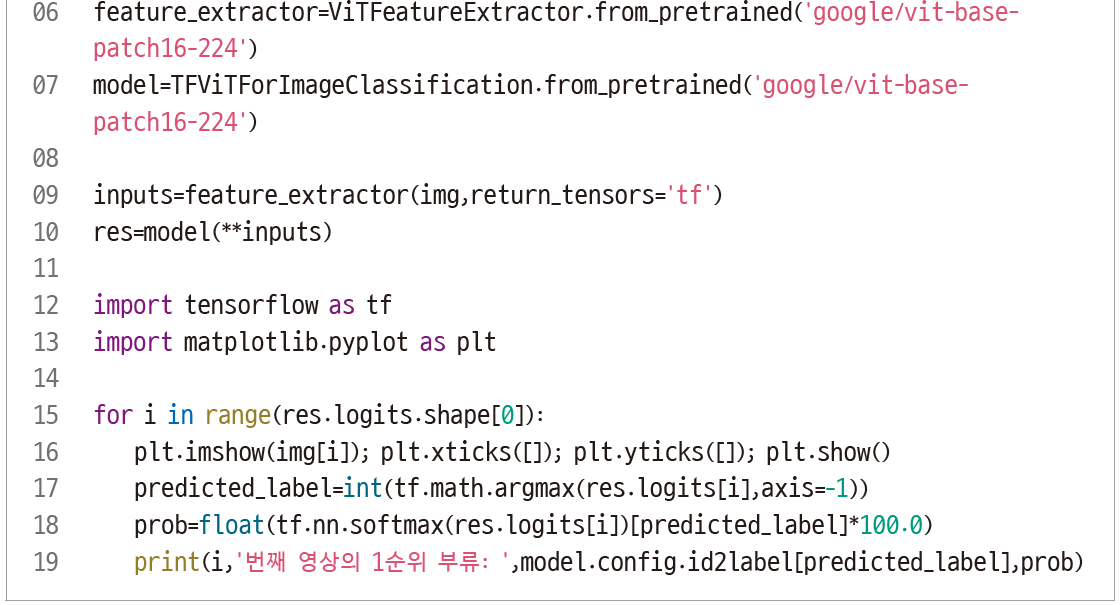 06 feature_extractor=ViTFeatureExtractor.from_pretrained('google/vit-base-
patch16-224')
07 model=TFViTForImageClassification.from_pretrained('google/vit-base-
patch16-224')
08
09 inputs=feature_extractor(img,return_tensors='tf')
10 res=model(**inputs)
11
12 import tensorflow as tf
13 import matplotlib.pyplot as plt
14
15 for i in range(res.logits.shape[0]):
16 plt.imshow(img[i]); plt.xticks([]); plt.yticks([]); plt.show()
17 predicted_label=int(tf.math.argmax(res.logits[i],axis=-1))
18 prob=float(tf.nn.softmax(res.logits[i])[predicted_label]*100.0)
19 print(i,'번째 영상의 1순위 부류: ',model.config.id2label[predicted_label],prob)